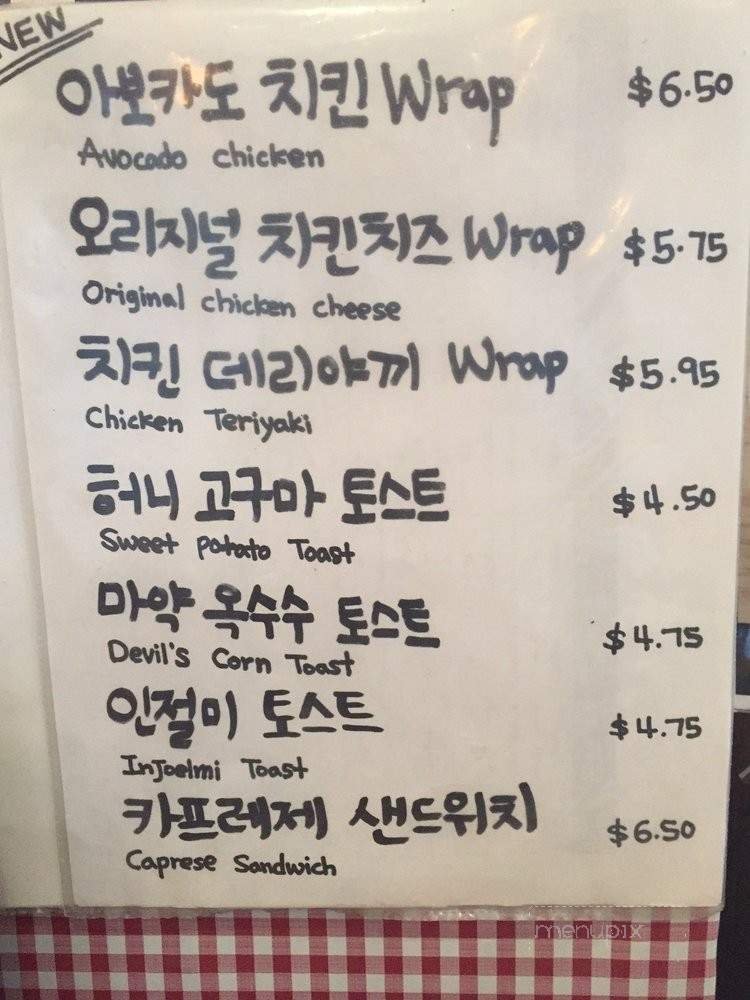 NEW
아보카도 치킨 Wrap $6.50
Avocado chicken
오리지널 치킨치즈 Wrap $5.75
Original chicken cheese
치킨 데리야끼 Wrap $5.95
Chicken Teriyaki
허니 고구마 토스트 $4.50
Sweet potato Toast
마약 옥수수 토스트 $4.75
Devil's Corn Toast
인절미 토스트 $4.75
InJoelmi Toast
카프레제 샌드위치 $6.50
Caprese Sandwich
menupix